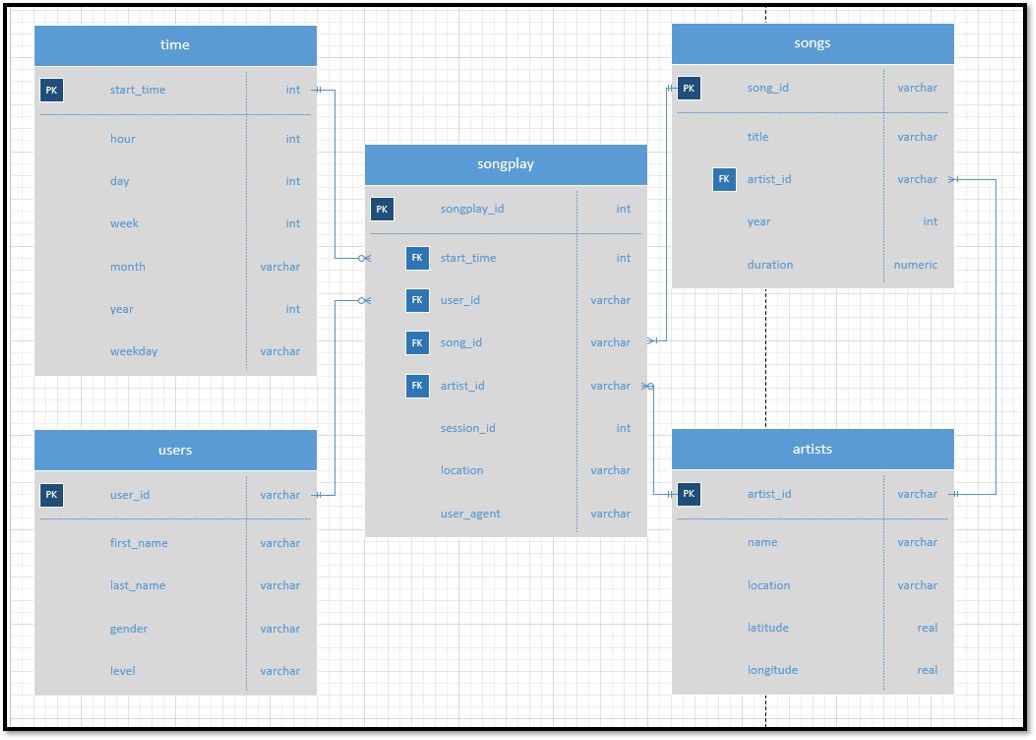 time
PK start_time int
hour int
day int
week int
month varchar
year int
weekday varchar
users
PK user_id varchar
first_name varchar
last_name varchar
gender varchar
level varchar
songplay
PK songplay_id int
FK start_time int
FK user_id varchar
FK song_id varchar
FK artist_id varchar
session_id int
location varchar
user_agent varchar
songs
PK song_id varchar
title varchar
FK artist_id varchar
year int
duration numeric
artists
PK artist_id varchar
name varchar
location varchar
latitude real
longitude real